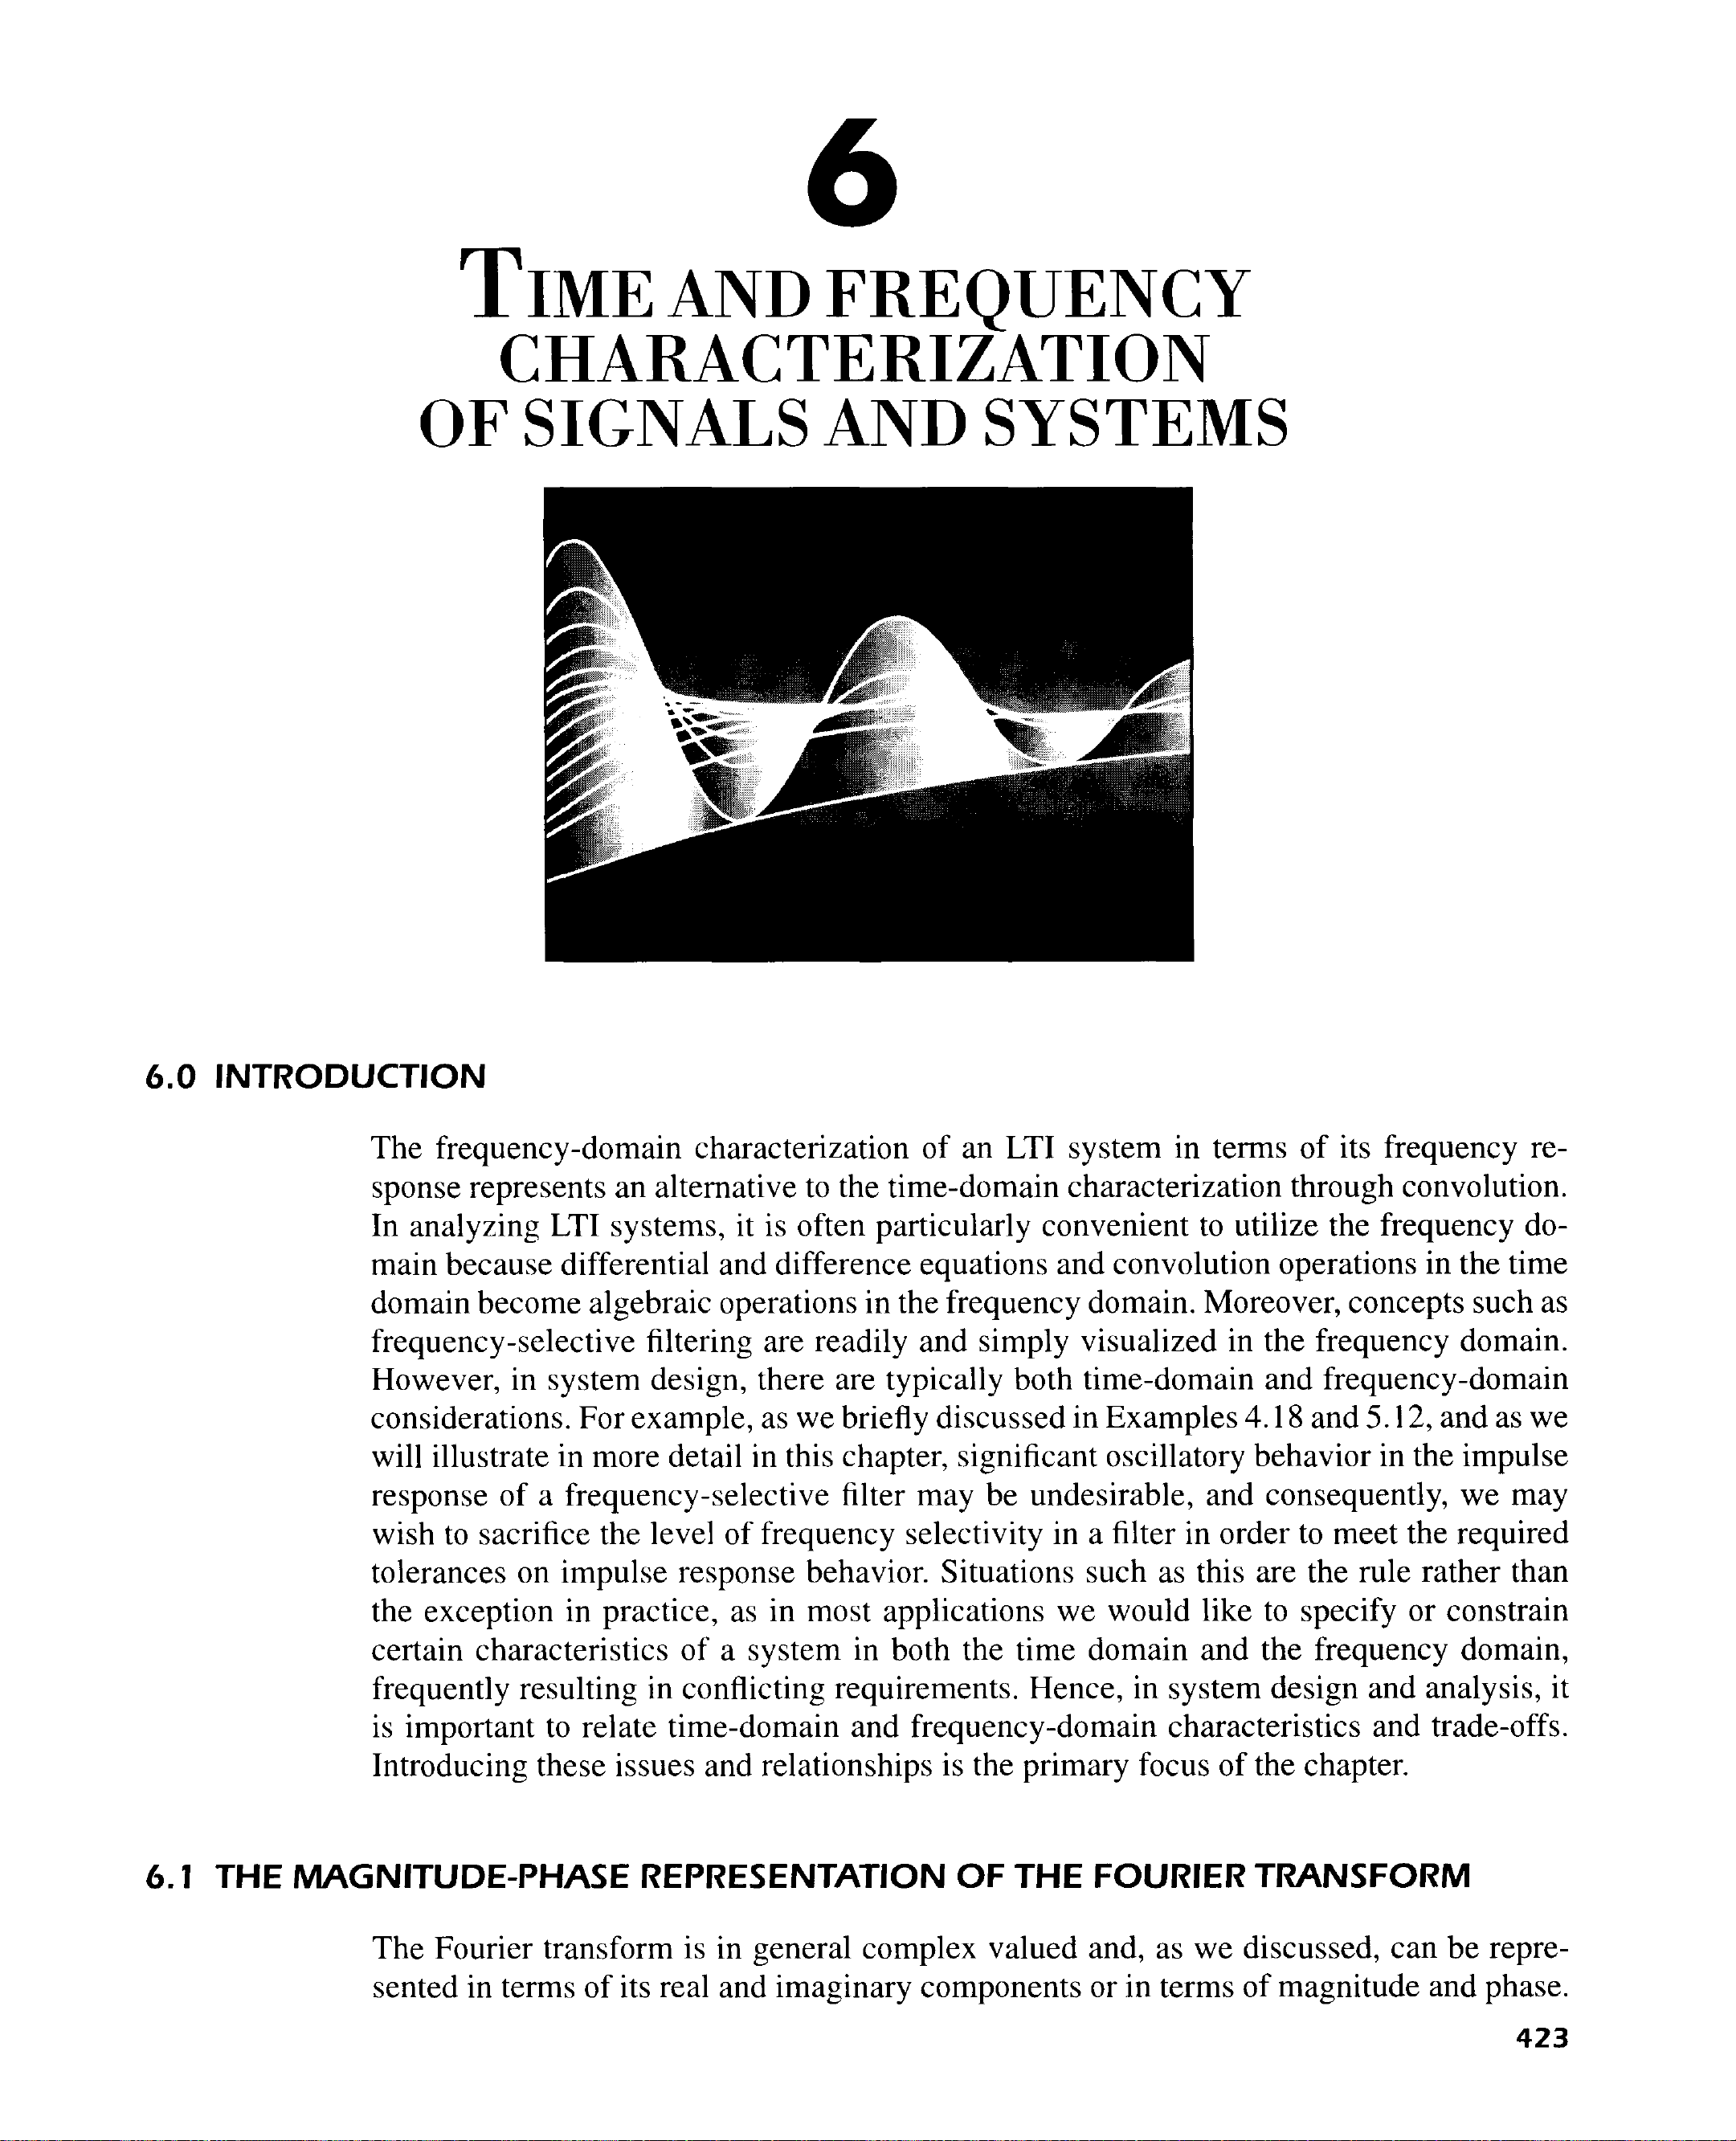 6
TIME AND FREQUENCY
CHARACTERIZATION
OF SIGNALS AND SYSTEMS
6.0 INTRODUCTION
The frequency-domain characterization of an LTI system in terms of its frequency re-
sponse represents an alternative to the time-domain characterization through convolution.
In analyzing LTI systems, it is often particularly convenient to utilize the frequency do-
main because differential and difference equations and convolution operations in the time
domain become algebraic operations in the frequency domain. Moreover, concepts such as
frequency-selective filtering are readily and simply visualized in the frequency domain.
However, in system design, there are typically both time-domain and frequency-domain
considerations. For example, as we briefly discussed in Examples 4.18 and 5.12, and as we
will illustrate in more detail in this chapter, significant oscillatory behavior in the impulse
response of a frequency-selective filter may be undesirable, and consequently, we may
wish to sacrifice the level of frequency selectivity in a filter in order to meet the required
tolerances on impulse response behavior. Situations such as this are the rule rather than
the exception in practice, as in most applications we would like to specify or constrain
certain characteristics of a system in both the time domain and the frequency domain,
frequently resulting in conflicting requirements. Hence, in system design and analysis, it
is important to relate time-domain and frequency-domain characteristics and trade-offs.
Introducing these issues and relationships is the primary focus of the chapter.
6.1 THE MAGNITUDE-PHASE REPRESENTATION OF THE FOURIER TRANSFORM
The Fourier transform is in general complex valued and, as we discussed, can be repre-
sented in terms of its real and imaginary components or in terms of magnitude and phase.
423